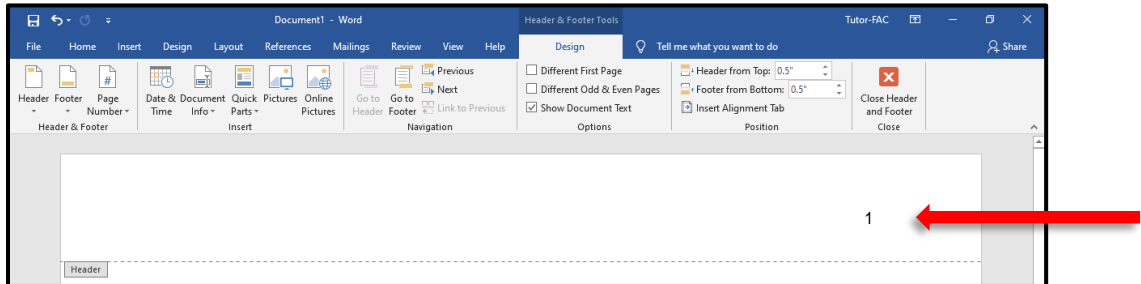 Document1 - Word
Header & Footer Tools
Tutor-FAC
File Home Insert Design Layout References Mailings Review View Help Design Tell me what you want to do Share
Header Footer Page Number
Header & Footer
Date & Time Document Info Quick Parts Pictures Online Pictures
Insert
Go to Header Go to Footer Previous
Next
Link to Previous
Navigation
Different First Page
Different Odd & Even Pages
Show Document Text
Options
Header from Top: 0.5"
Footer from Bottom: 0.5"
Insert Alignment Tab
Position
Close Header and Footer
Close
1
Header